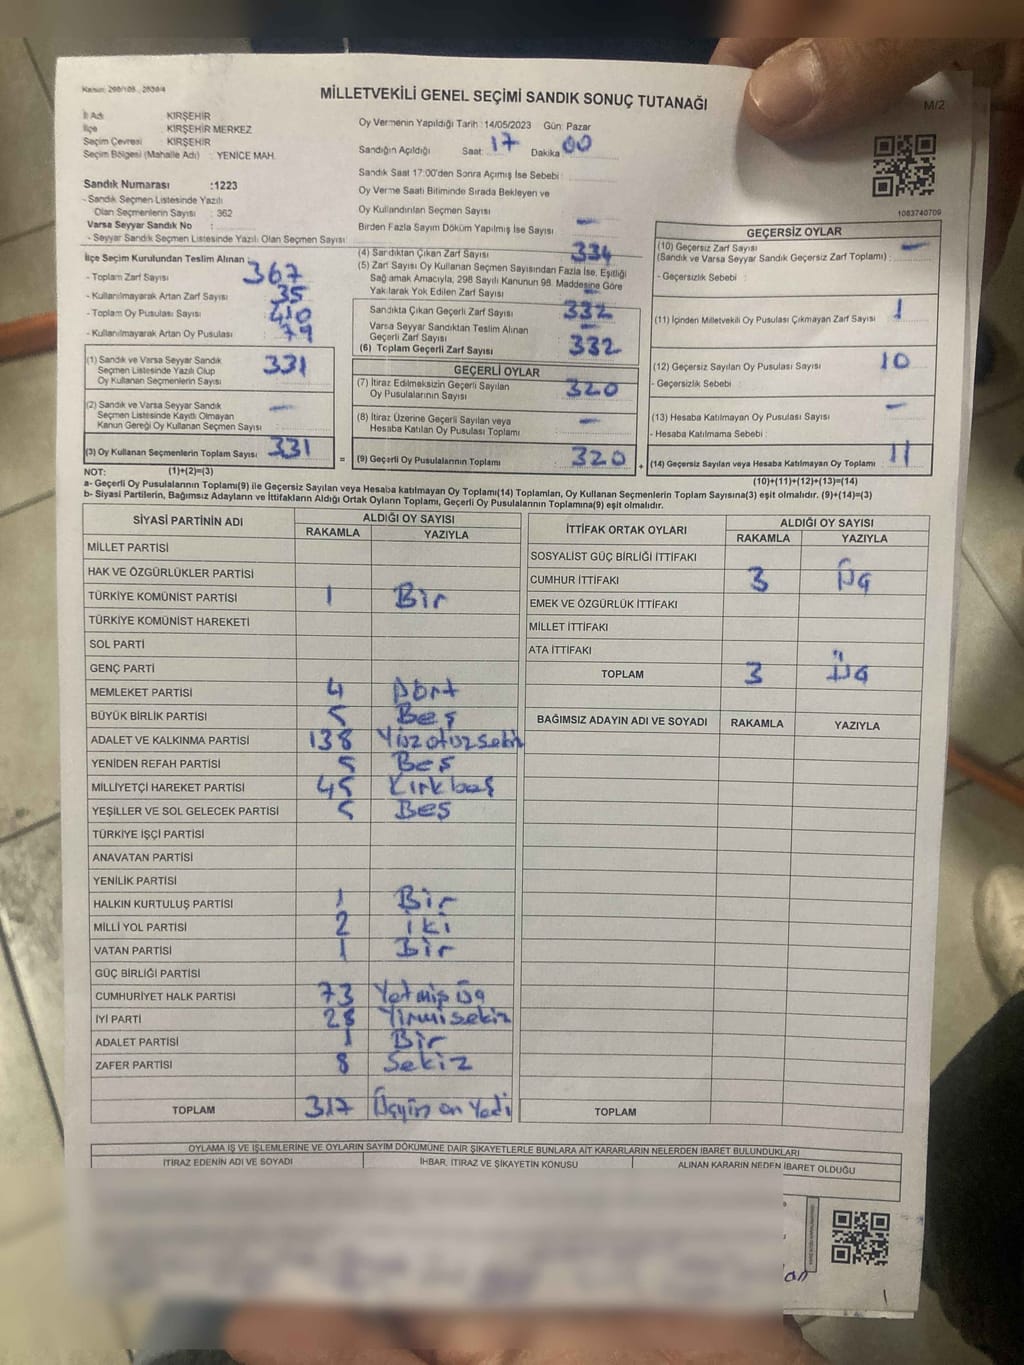 MİLLETVEKİLİ GENEL SEÇİMİ SANDIK SONUÇ TUTANAĞI
M/2
İl Adı : KIRŞEHİR
İlçe : KIRŞEHİR MERKEZ
Seçim Çevresi : KIRŞEHİR
Seçim Bölgesi (Mahalle Adı) : YENİCE MAH.
Oy Vermenin Yapıldığı Tarih : 14/05/2023 Gün: Pazar
Sandığın Açıldığı Saat: 17 Dakika 00
Sandık Saat 17:00'den Sonra Açımış İse Sebebi :
Oy Verme Saati Bitiminde Sırada Bekleyen ve
Oy Kullandırılan Seçmen Sayısı -
Birden Fazla Sayım Döküm Yapılmış İse Sayısı -
Sandık Numarası :1223
- Sandık Seçmen Listesinde Yazılı
Olan Seçmenlerin Sayısı : 362
Varsa Seyyar Sandık No :
- Seyyar Sandık Seçmen Listesinde Yazılı Olan Seçmen Sayısı:
1083740709
İlçe Seçim Kurulundan Teslim Alınan :
- Toplam Zarf Sayısı 367
- Kullanılmayarak Artan Zarf Sayısı 35
- Toplam Oy Pusulası Sayısı 410
- Kullanılmayarak Artan Oy Pusulası 79
(1) Sandık ve Varsa Seyyar Sandık
Seçmen Listesinde Yazılı Olup
Oy Kullanan Seçmenlerin Sayısı 331
(2) Sandık ve Varsa Seyyar Sandık
Seçmen Listesinde Kayıtlı Olmayan
Kanun Gereği Oy Kullanan Seçmen Sayısı -
(3) Oy Kullanan Seçmenlerin Toplam Sayısı 331
NOT: (1)+(2)=(3)
(4) Sandıktan Çıkan Zarf Sayısı 334
(5) Zarf Sayısı Oy Kullanan Seçmen Sayısından Fazla İse, Eşitliği
Sağlamak Amacıyla, 298 Sayılı Kanunun 98. Maddesine Göre
Yakılarak Yok Edilen Zarf Sayısı -
Sandıkta Çıkan Geçerli Zarf Sayısı 332
Varsa Seyyar Sandıktan Teslim Alınan
Geçerli Zarf Sayısı -
(6) Toplam Geçerli Zarf Sayısı 332
GEÇERLİ OYLAR
(7) İtiraz Edilmeksizin Geçerli Sayılan
Oy Pusulalarının Sayısı 320
(8) İtiraz Üzerine Geçerli Sayılan veya
Hesaba Katılan Oy Pusulası Toplamı -
= (9) Geçerli Oy Pusulalarının Toplamı 320 +
GEÇERSİZ OYLAR
(10) Geçersiz Zarf Sayısı -
(Sandık ve Varsa Seyyar Sandık Geçersiz Zarf Toplamı) :
- Geçersizlik Sebebi :
(11) İçinden Milletvekili Oy Pusulası Çıkmayan Zarf Sayısı 1
(12) Geçersiz Sayılan Oy Pusulası Sayısı 10
- Geçersizlik Sebebi :
(13) Hesaba Katılmayan Oy Pusulası Sayısı -
- Hesaba Katılmama Sebebi :
(14) Geçersiz Sayılan veya Hesaba Katılmayan Oy Toplamı 11
(10)+(11)+(12)+(13)=(14)
a- Geçerli Oy Pusulalarının Toplamı(9) ile Geçersiz Sayılan veya Hesaba katılmayan Oy Toplamı(14) Toplamları, Oy Kullanan Seçmenlerin Toplam Sayısına(3) eşit olmalıdır. (9)+(14)=(3)
b- Siyasi Partilerin, Bağımsız Adayların ve İttifakların Aldığı Ortak Oyların Toplamı, Geçerli Oy Pusulalarının Toplamına(9) eşit olmalıdır.
SİYASİ PARTİNİN ADI ALDIĞI OY SAYISI
RAKAMLA YAZIYLA
MİLLET PARTİSİ
HAK VE ÖZGÜRLÜKLER PARTİSİ
TÜRKİYE KOMÜNİST PARTİSİ 1 Bir
TÜRKİYE KOMÜNİST HAREKETİ
SOL PARTİ
GENÇ PARTİ
MEMLEKET PARTİSİ 4 Dört
BÜYÜK BİRLİK PARTİSİ 5 Beş
ADALET VE KALKINMA PARTİSİ 138 Yüzotuzsekiz
YENİDEN REFAH PARTİSİ 5 Beş
MİLLİYETÇİ HAREKET PARTİSİ 45 Kırkbeş
YEŞİLLER VE SOL GELECEK PARTİSİ 5 Beş
TÜRKİYE İŞÇİ PARTİSİ
ANAVATAN PARTİSİ
YENİLİK PARTİSİ
HALKIN KURTULUŞ PARTİSİ 1 Bir
MİLLİ YOL PARTİSİ 2 iki
VATAN PARTİSİ 1 Bir
GÜÇ BİRLİĞİ PARTİSİ
CUMHURİYET HALK PARTİSİ 73 Yetmiş üç
İYİ PARTİ 28 Yirmisekiz
ADALET PARTİSİ 1 Bir
ZAFER PARTİSİ 8 Sekiz
TOPLAM 317 Üçyüz on Yedi
İTTİFAK ORTAK OYLARI ALDIĞI OY SAYISI
RAKAMLA YAZIYLA
SOSYALİST GÜÇ BİRLİĞİ İTTİFAKI
CUMHUR İTTİFAKI 3 Üç
EMEK VE ÖZGÜRLÜK İTTİFAKI
MİLLET İTTİFAKI
ATA İTTİFAKI
TOPLAM 3 Üç
BAĞIMSIZ ADAYIN ADI VE SOYADI RAKAMLA YAZIYLA
TOPLAM
OYLAMA İŞ VE İŞLEMLERİNE VE OYLARIN SAYIM DÖKÜMÜNE DAİR ŞİKAYETLERLE BUNLARA AİT KARARLARIN NELERDEN İBARET BULUNDUKLARI
İTİRAZ EDENİN ADI VE SOYADI İHBAR, İTİRAZ VE ŞİKAYETİN KONUSU ALINAN KARARIN NEDEN İBARET OLDUĞU